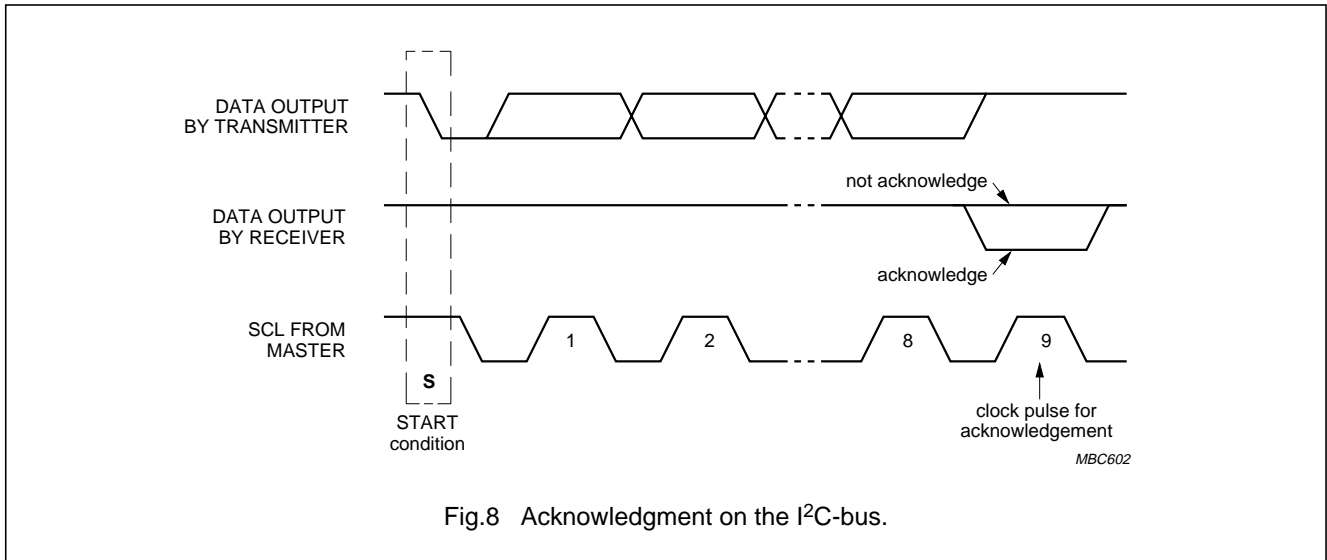 DATA OUTPUT
BY TRANSMITTER
not acknowledge
DATA OUTPUT
BY RECEIVER
acknowledge
SCL FROM
MASTER
1
2
8
9
S
START
condition
clock pulse for
acknowledgement
MBC602
Fig.8 Acknowledgment on the I²C-bus.